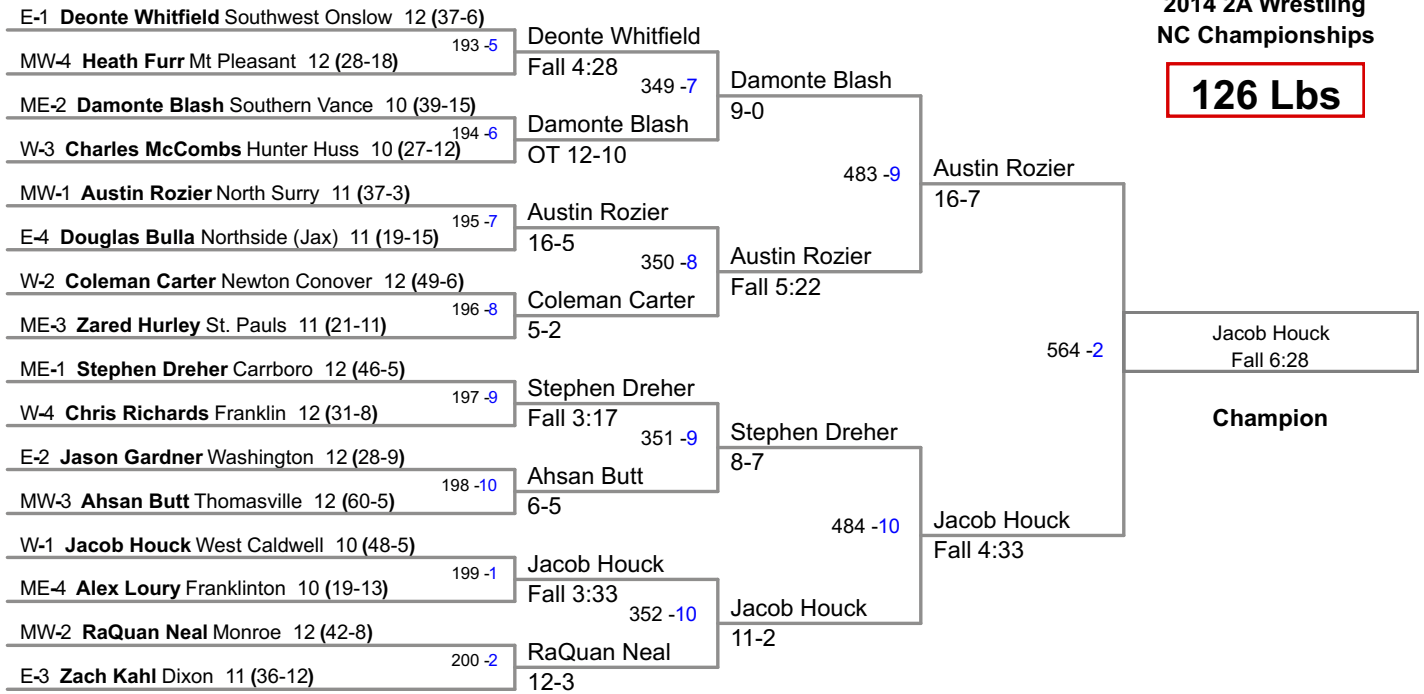 2014 2A Wrestling
NC Championships
126 Lbs
E-1 Deonte Whitfield Southwest Onslow 12 (37-6)
193 -5
MW-4 Heath Furr Mt Pleasant 12 (28-18)
ME-2 Damonte Blash Southern Vance 10 (39-15)
194 -6
W-3 Charles McCombs Hunter Huss 10 (27-12)
MW-1 Austin Rozier North Surry 11 (37-3)
195 -7
E-4 Douglas Bulla Northside (Jax) 11 (19-15)
W-2 Coleman Carter Newton Conover 12 (49-6)
196 -8
ME-3 Zared Hurley St. Pauls 11 (21-11)
ME-1 Stephen Dreher Carrboro 12 (46-5)
197 -9
W-4 Chris Richards Franklin 12 (31-8)
E-2 Jason Gardner Washington 12 (28-9)
198 -10
MW-3 Ahsan Butt Thomasville 12 (60-5)
W-1 Jacob Houck West Caldwell 10 (48-5)
199 -1
ME-4 Alex Loury Franklinton 10 (19-13)
MW-2 RaQuan Neal Monroe 12 (42-8)
200 -2
E-3 Zach Kahl Dixon 11 (36-12)
Deonte Whitfield
Fall 4:28
349 -7
Damonte Blash
OT 12-10
Austin Rozier
16-5
350 -8
Coleman Carter
5-2
Stephen Dreher
Fall 3:17
351 -9
Ahsan Butt
6-5
Jacob Houck
Fall 3:33
352 -10
RaQuan Neal
12-3
Damonte Blash
9-0
483 -9
Austin Rozier
Fall 5:22
Stephen Dreher
8-7
484 -10
Jacob Houck
11-2
Austin Rozier
16-7
564 -2
Jacob Houck
Fall 4:33
Jacob Houck
Fall 6:28
Champion